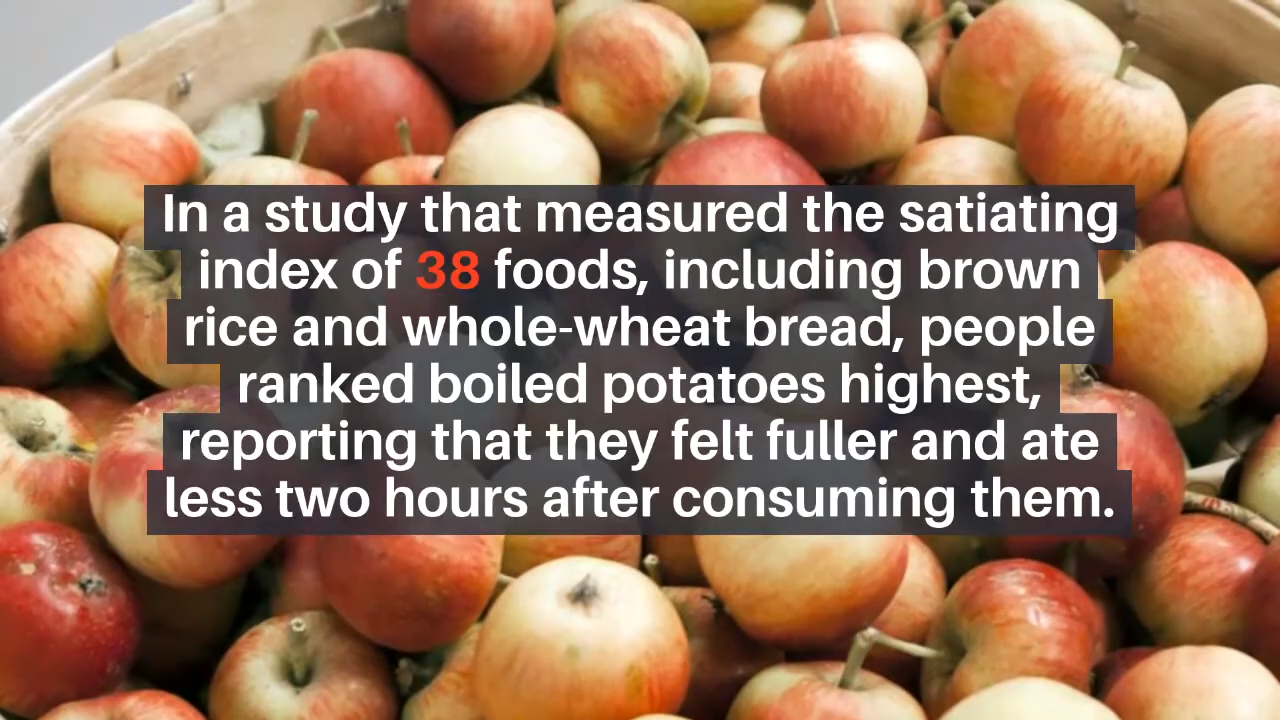 In a study that measured the satiating
index of 38 foods, including brown
rice and whole-wheat bread, people
ranked boiled potatoes highest,
reporting that they felt fuller and ate
less two hours after consuming them.